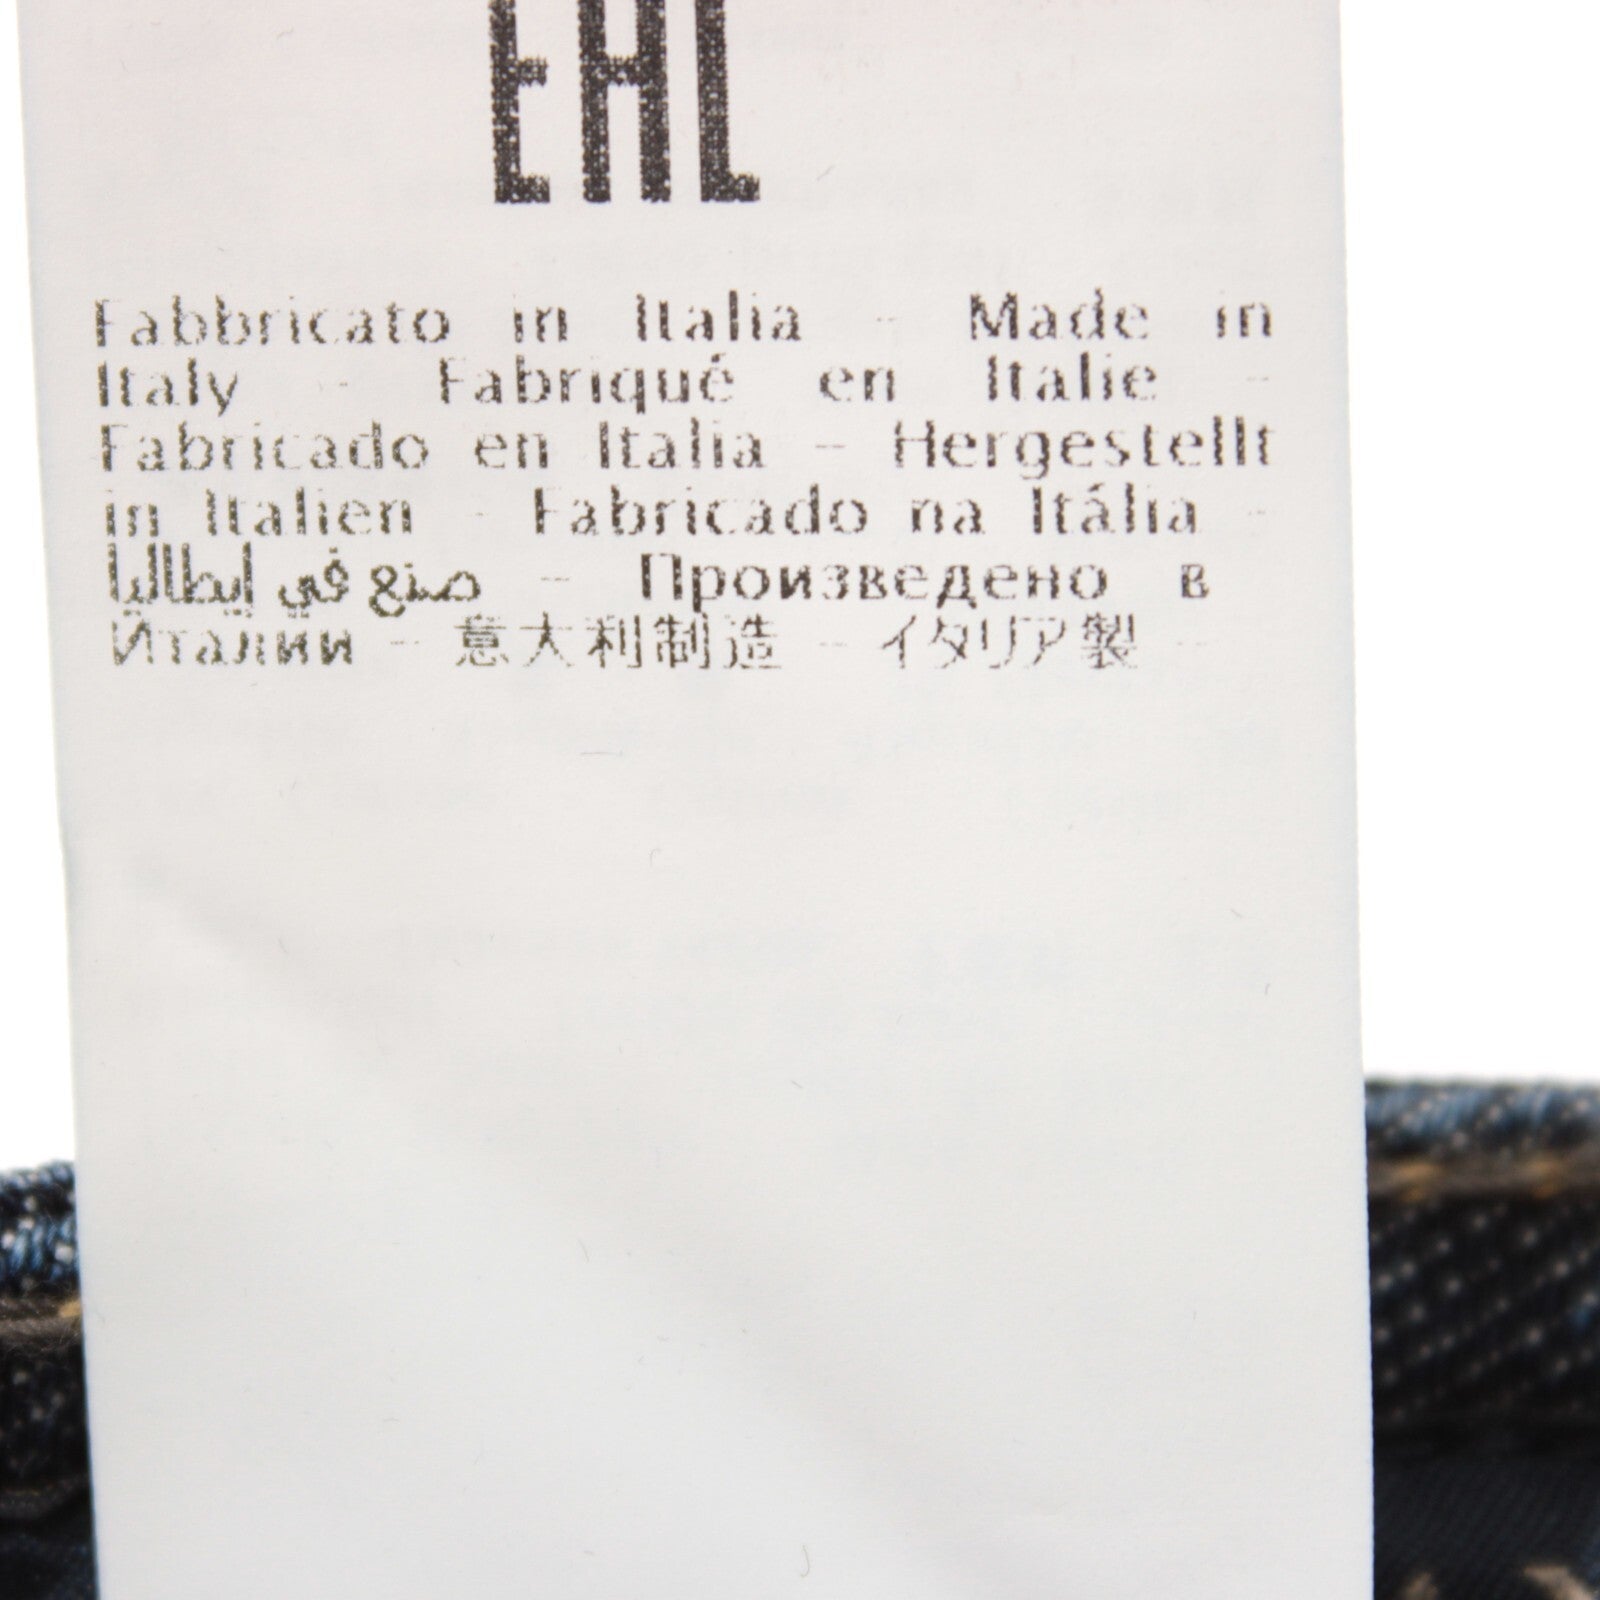 EAC
Fabbricato in Italia - Made in
Italy - Fabriqué en Italie -
Fabricado en Italia - Hergestellt
in Italien - Fabricado na Itália -
صنع في إيطاليا - Произведено в
Йталии - 意大利制造 - イタリア製 -